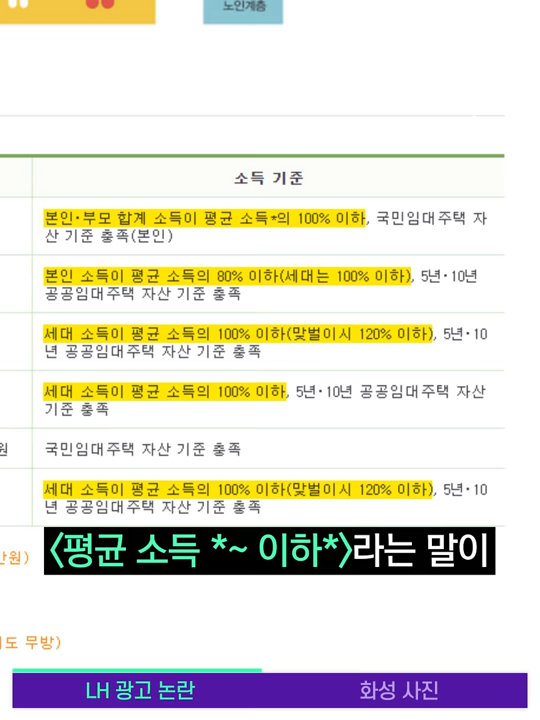 노인계층
소득 기준
본인·부모 합계 소득이 평균 소득*의 100% 이하, 국민임대주택 자
산 기준 충족(본인)
본인 소득이 평균 소득의 80% 이하(세대는 100% 이하), 5년·10년
공공임대주택 자산 기준 충족
세대 소득이 평균 소득의 100% 이하(맞벌이시 120% 이하), 5년·10
년 공공임대주택 자산 기준 충족
세대 소득이 평균 소득의 100% 이하, 5년·10년 공공임대주택 자산
기준 충족
원 국민임대주택 자산 기준 충족
세대 소득이 평균 소득의 100% 이하(맞벌이시 120% 이하), 5년·10
년 공공임대주택 자산 기준 충족
만원)
<평균 소득 *~ 이하*>라는 말이
도 무방)
LH 광고 논란
화성 사진